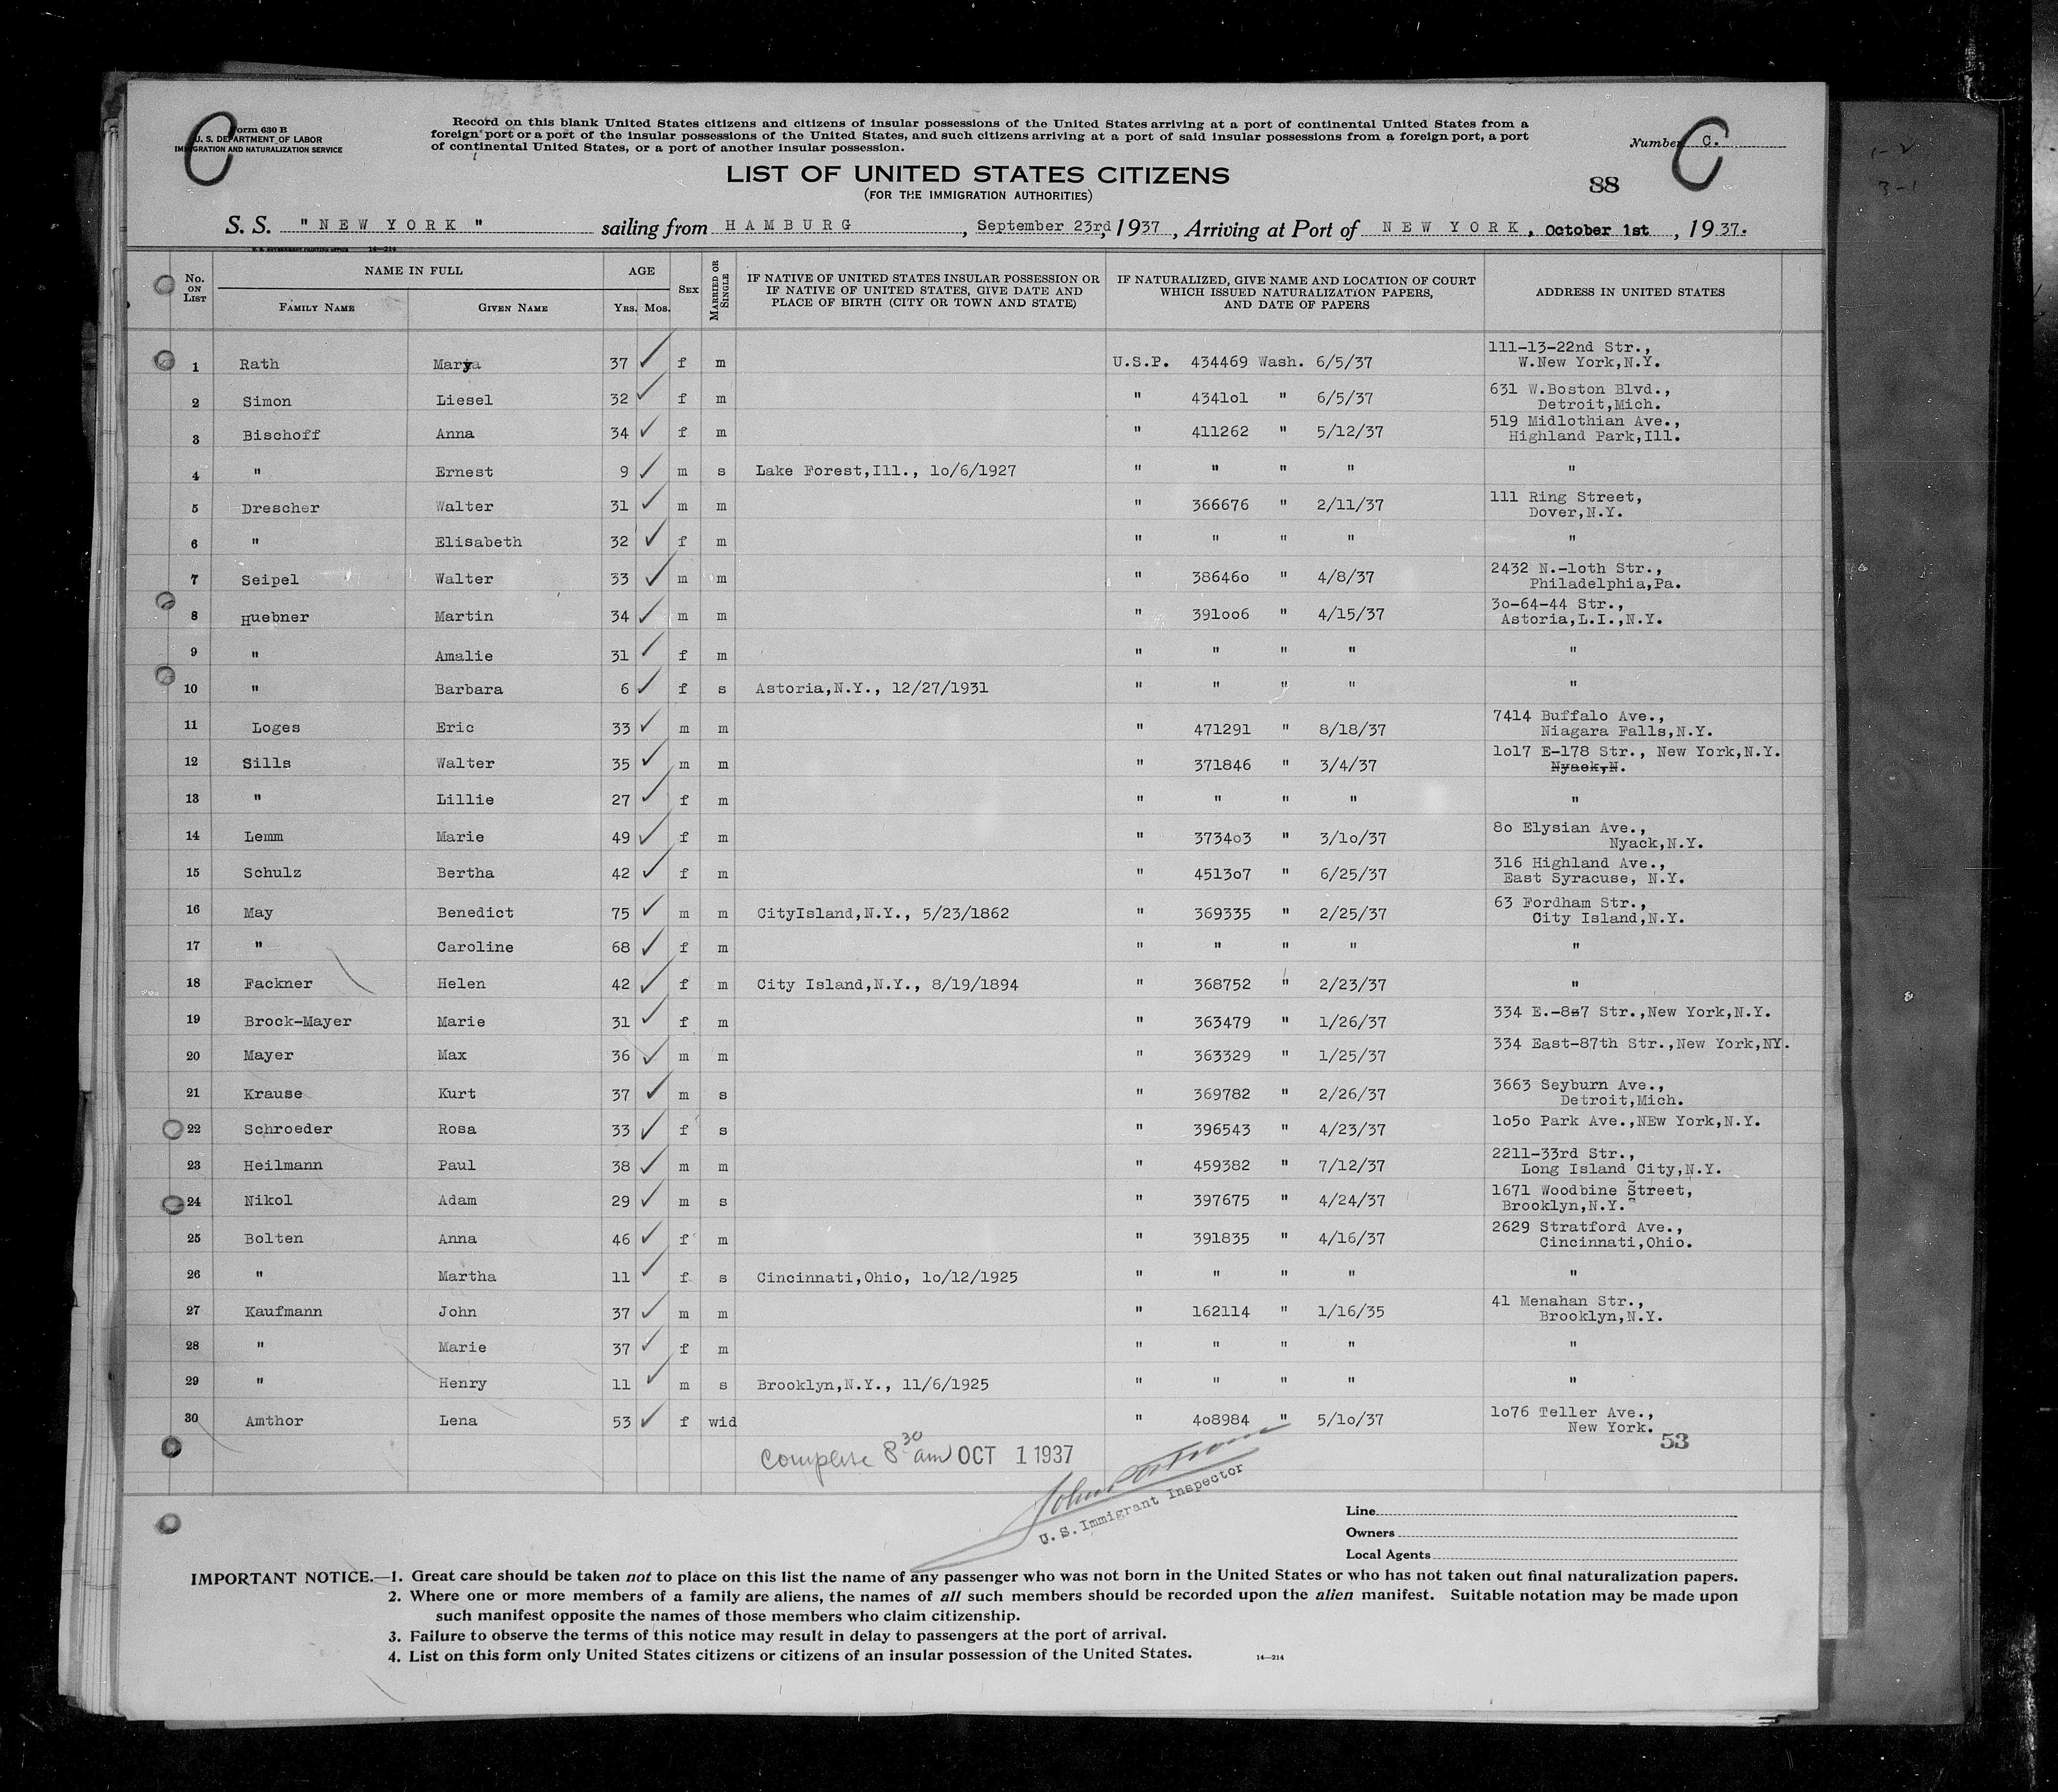 C
Form 630 B
U. S. DEPARTMENT OF LABOR
IMMIGRATION AND NATURALIZATION SERVICE
Record on this blank United States citizens and citizens of insular possessions of the United States arriving at a port of continental United States from a
foreign port or a port of the insular possessions of the United States, and such citizens arriving at a port of said insular possessions from a foreign port, a port
of continental United States, or a port of another insular possession.
Number C.
C
LIST OF UNITED STATES CITIZENS
(FOR THE IMMIGRATION AUTHORITIES)
88
S. S. "NEW YORK" sailing from HAMBURG, September 23rd, 1937, Arriving at Port of NEW YORK, October 1st, 1937.
U. S. GOVERNMENT PRINTING OFFICE 14—214
No. ON LIST NAME IN FULL AGE SEX MARRIED OR SINGLE IF NATIVE OF UNITED STATES INSULAR POSSESSION OR IF NATIVE OF UNITED STATES, GIVE DATE AND PLACE OF BIRTH (CITY OR TOWN AND STATE) IF NATURALIZED, GIVE NAME AND LOCATION OF COURT WHICH ISSUED NATURALIZATION PAPERS, AND DATE OF PAPERS ADDRESS IN UNITED STATES
FAMILY NAME GIVEN NAME YRS. MOS.
1 Rath Marya 37 f m U.S.P. 434469 Wash. 6/5/37 111-13-22nd Str.,
W.New York,N.Y.
2 Simon Liesel 32 f m " 434101 " 6/5/37 631 W.Boston Blvd.,
Detroit,Mich.
3 Bischoff Anna 34 f m " 411262 " 5/12/37 519 Midlothian Ave.,
Highland Park,Ill.
4 " Ernest 9 m s Lake Forest,Ill., 10/6/1927 " " " " "
5 Drescher Walter 31 m m " 366676 " 2/11/37 111 Ring Street,
Dover,N.Y.
6 " Elisabeth 32 f m " " " " "
7 Seipel Walter 33 m m " 386460 " 4/8/37 2432 N.-10th Str.,
Philadelphia,Pa.
8 Huebner Martin 34 m m " 391006 " 4/15/37 30-64-44 Str.,
Astoria,L.I.,N.Y.
9 " Amalie 31 f m " " " " "
10 " Barbara 6 f s Astoria,N.Y., 12/27/1931 " " " " "
11 Loges Eric 33 m m " 471291 " 8/18/37 7414 Buffalo Ave.,
Niagara Falls,N.Y.
12 Sills Walter 35 m m " 371846 " 3/4/37 1017 E-178 Str., New York,N.Y.
Nyack,N.
13 " Lillie 27 f m " " " " "
14 Lemm Marie 49 f m " 373403 " 3/10/37 80 Elysian Ave.,
Nyack,N.Y.
15 Schulz Bertha 42 f m " 451307 " 6/25/37 316 Highland Ave.,
East Syracuse, N.Y.
16 May Benedict 75 m m CityIsland,N.Y., 5/23/1862 " 369335 " 2/25/37 63 Fordham Str.,
City Island,N.Y.
17 " Caroline 68 f m " " " " "
18 Fackner Helen 42 f m City Island,N.Y., 8/19/1894 " 368752 " 2/23/37 "
19 Brock-Mayer Marie 31 f m " 363479 " 1/26/37 334 E.-87 Str.,New York,N.Y.
20 Mayer Max 36 m m " 363329 " 1/25/37 334 East-87th Str.,New York,NY.
21 Krause Kurt 37 m s " 369782 " 2/26/37 3663 Seyburn Ave.,
Detroit,Mich.
22 Schroeder Rosa 33 f s " 396543 " 4/23/37 1050 Park Ave.,NEw York,N.Y.
23 Heilmann Paul 38 m m " 459382 " 7/12/37 2211-33rd Str.,
Long Island City,N.Y.
24 Nikol Adam 29 m s " 397675 " 4/24/37 1671 Woodbine Street,
Brooklyn,N.Y.
25 Bolten Anna 46 f m " 391835 " 4/16/37 2629 Stratford Ave.,
Cincinnati,Ohio.
26 " Martha 11 f s Cincinnati,Ohio, 10/12/1925 " " " " "
27 Kaufmann John 37 m m " 162114 " 1/16/35 41 Menahan Str.,
Brooklyn,N.Y.
28 " Marie 37 f m " " " " "
29 " Henry 11 m s Brooklyn,N.Y., 11/6/1925 " " " " "
30 Amthor Lena 53 f wid " 408984 " 5/10/37 1076 Teller Ave.,
New York.
53
Complete 8 30 am OCT 1 1937
John
U.S. Immigrant Inspector
Line
Owners
Local Agents
IMPORTANT NOTICE.—1. Great care should be taken not to place on this list the name of any passenger who was not born in the United States or who has not taken out final naturalization papers.
2. Where one or more members of a family are aliens, the names of all such members should be recorded upon the alien manifest. Suitable notation may be made upon
such manifest opposite the names of those members who claim citizenship.
3. Failure to observe the terms of this notice may result in delay to passengers at the port of arrival.
4. List on this form only United States citizens or citizens of an insular possession of the United States.
14—214